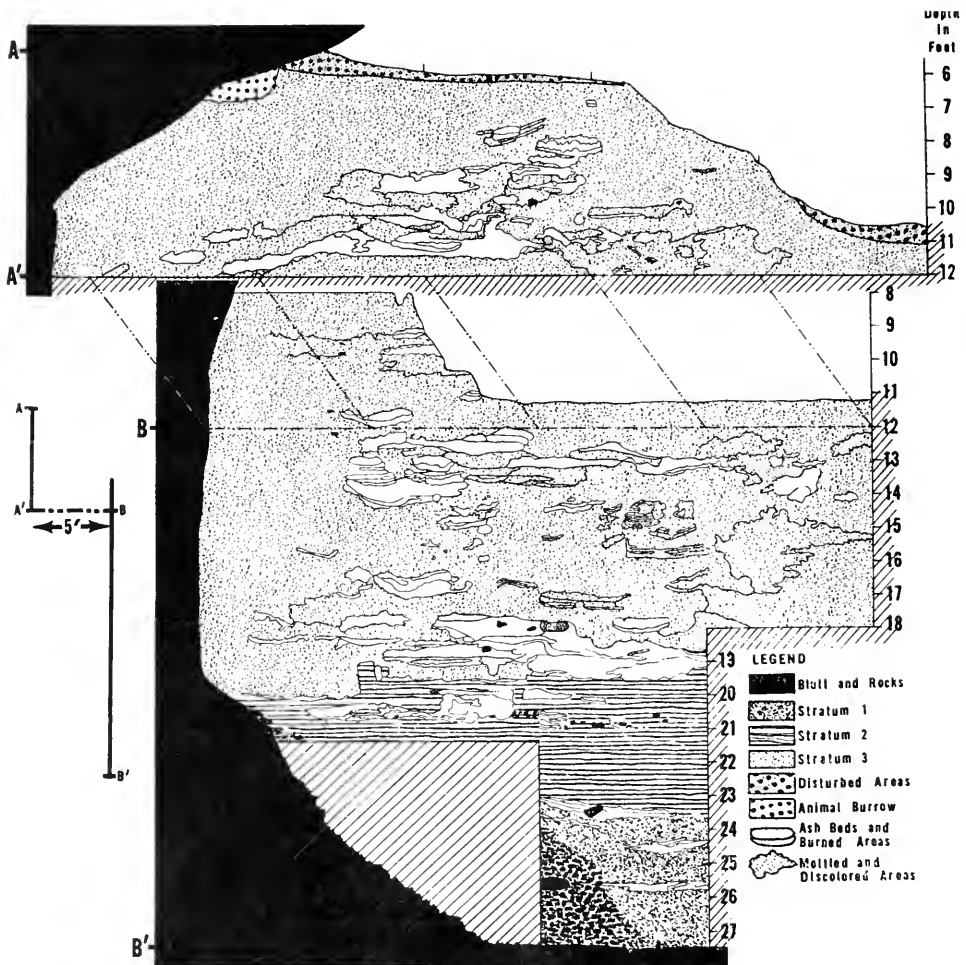 Depth
in
Feet
A
6
7
8
9
10
11
A'
12
8
9
10
11
B
12
13
14
15
16
17
18
13
20
21
22
23
24
25
26
27
B'
A
A'
B
5'
B'
LEGEND
Bluff and Rocks
Stratum 1
Stratum 2
Stratum 3
Disturbed Areas
Animal Burrow
Ash Beds and
Burned Areas
Mottled and
Discolored Areas